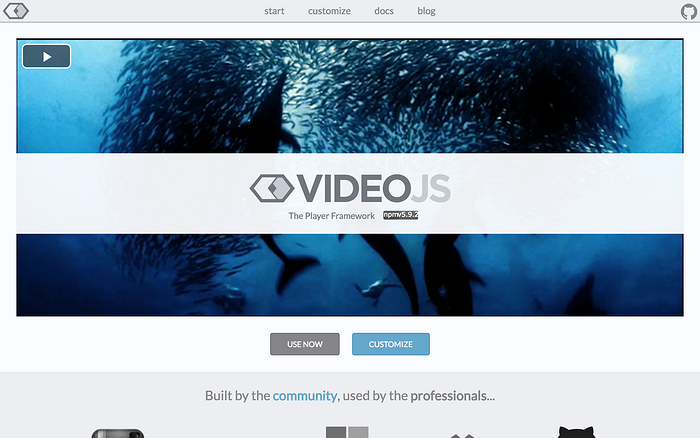 start customize docs blog
VIDEOJS
The Player Framework npm v5.9.2
USE NOW CUSTOMIZE
Built by the community, used by the professionals...